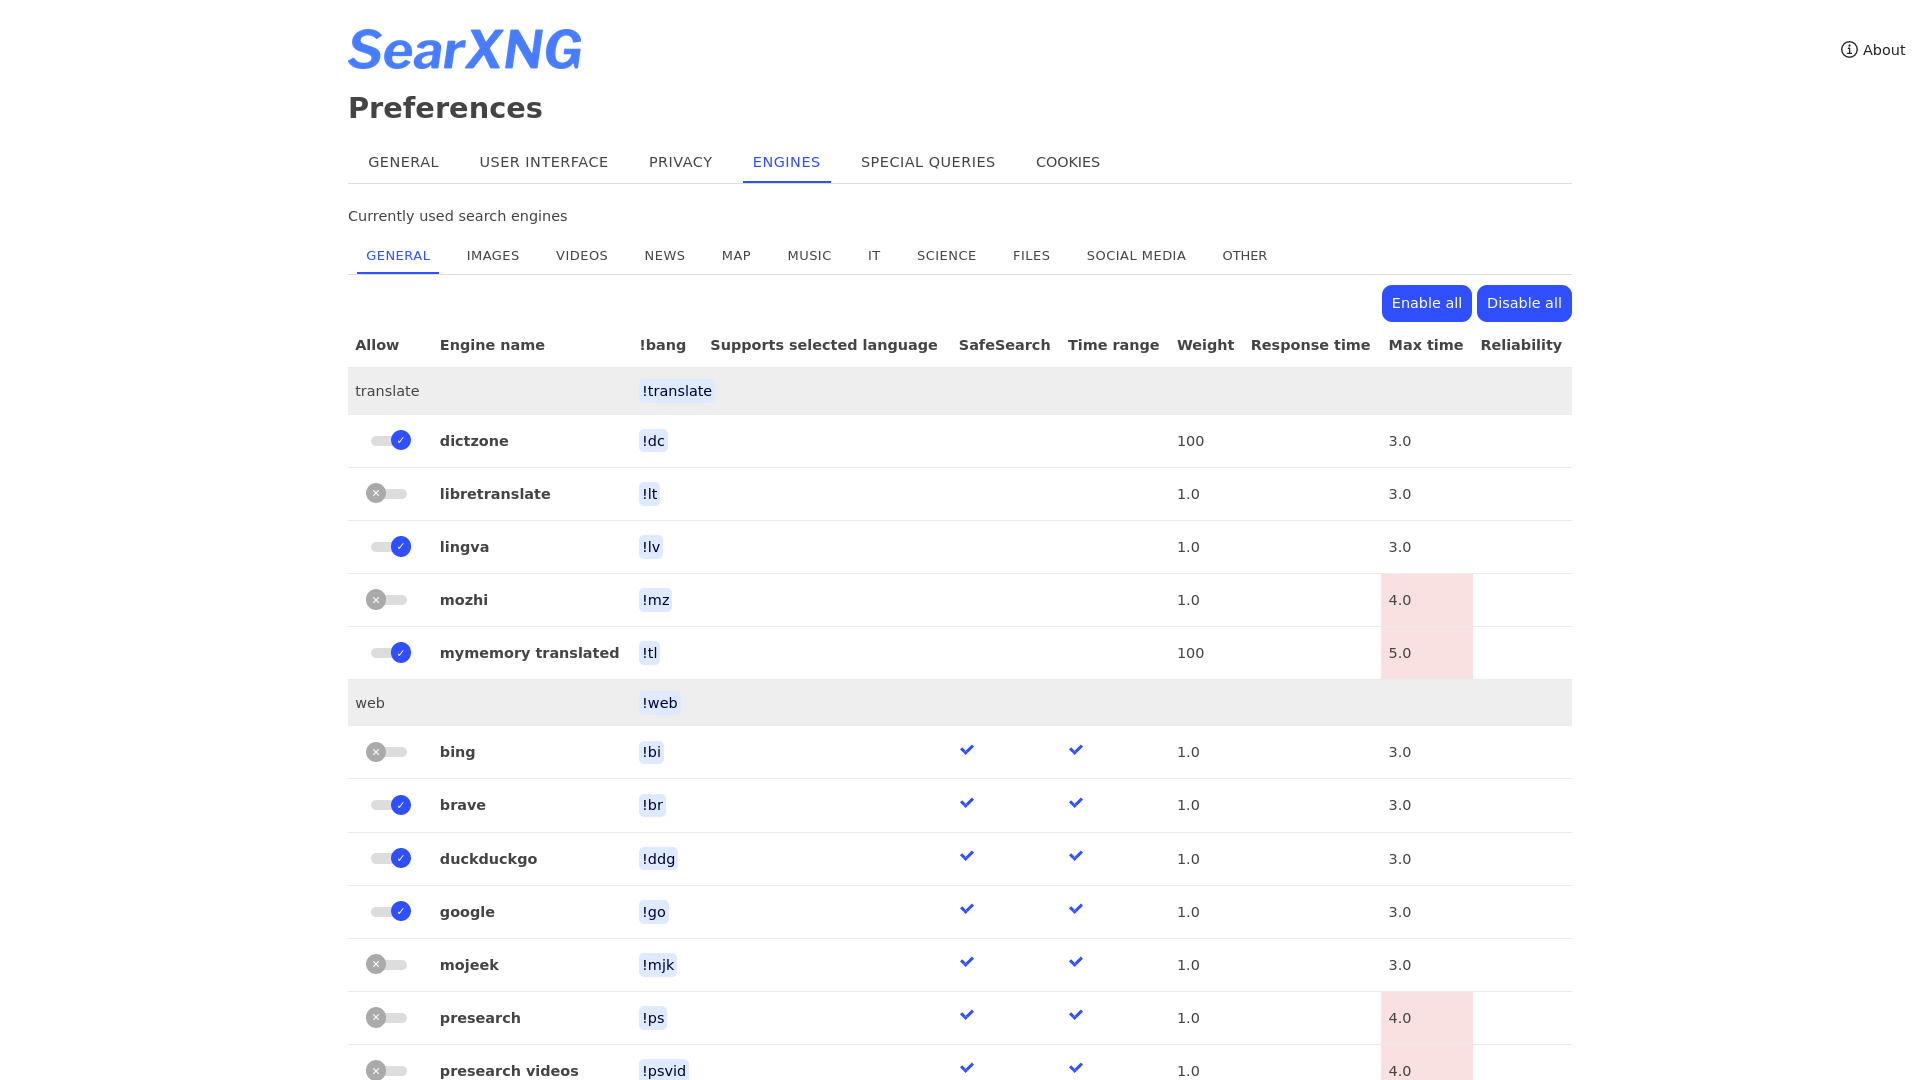 SearXNG
About
Preferences
GENERAL USER INTERFACE PRIVACY ENGINES SPECIAL QUERIES COOKIES
Currently used search engines
GENERAL IMAGES VIDEOS NEWS MAP MUSIC IT SCIENCE FILES SOCIAL MEDIA OTHER
Enable all Disable all
Allow Engine name !bang Supports selected language SafeSearch Time range Weight Response time Max time Reliability
translate !translate
dictzone !dc 100 3.0
libretranslate !lt 1.0 3.0
lingva !lv 1.0 3.0
mozhi !mz 1.0 4.0
mymemory translated !tl 100 5.0
web !web
bing !bi 1.0 3.0
brave !br 1.0 3.0
duckduckgo !ddg 1.0 3.0
google !go 1.0 3.0
mojeek !mjk 1.0 3.0
presearch !ps 1.0 4.0
presearch videos !psvid 1.0 4.0